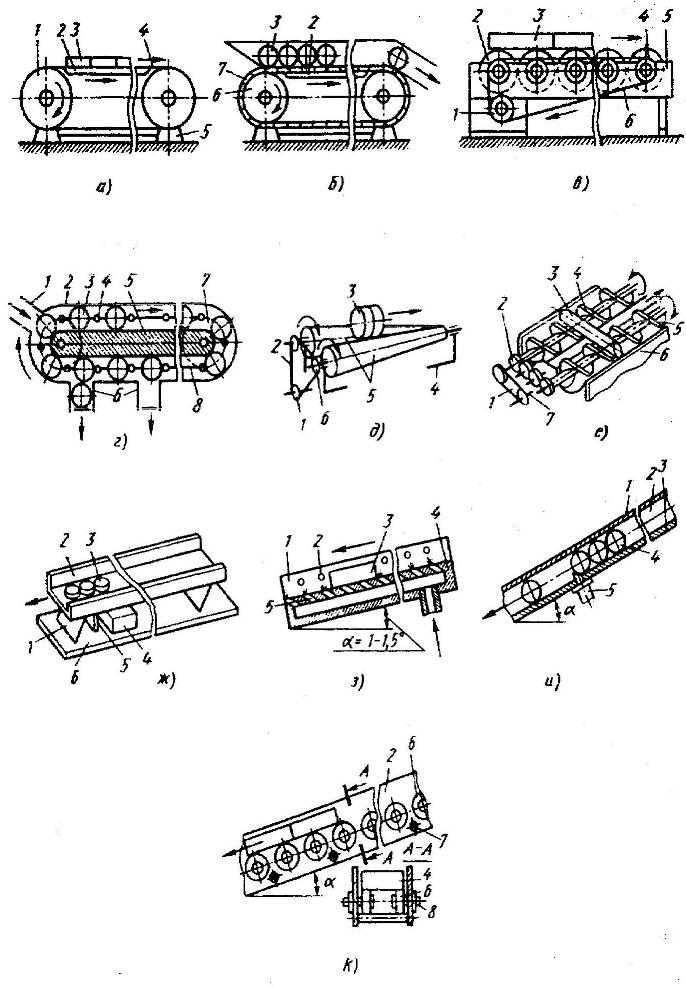 1 2 3 4 5
а)
3 2 7 6
б)
2 3 4 5 1 6
в)
1 2 3 4 5 7 6 8
г)
3 2 1 6 5 4
д)
3 4 2 5 1 7 6
е)
2 3 1 5 4 6
ж)
1 2 3 4 5
α = 1-1,5°
з)
1 2 3 4 5
α
и)
А 2 6
7
А А-А
4
6
8
α
к)